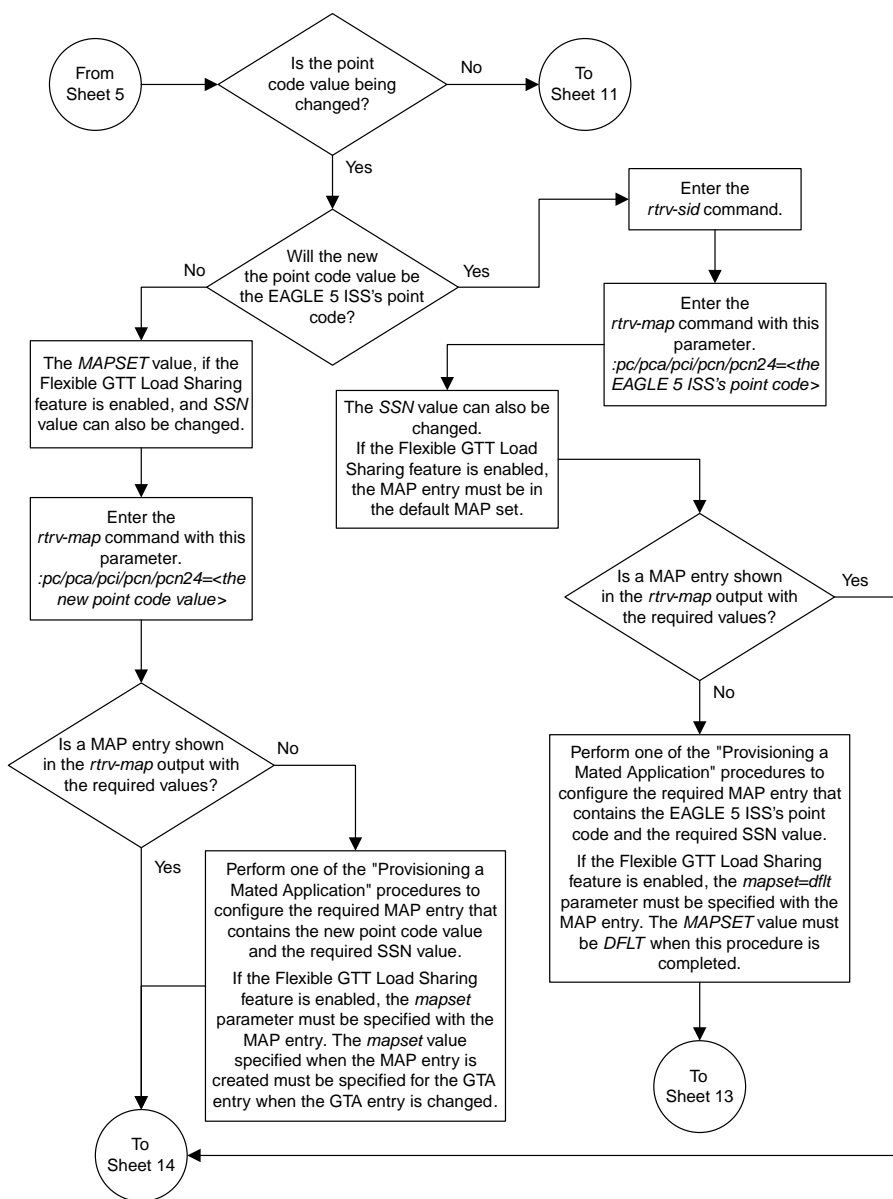 From
Sheet 5
Is the point
code value being
changed?
No
To
Sheet 11
Yes
Enter the
rtrv-sid command.
Will the new
the point code value be
the EAGLE 5 ISS's point
code?
No
Yes
Enter the
rtrv-map command with this
parameter.
:pc/pca/pci/pcn/pcn24=<the
EAGLE 5 ISS's point code>
The MAPSET value, if the
Flexible GTT Load Sharing
feature is enabled, and SSN
value can also be changed.
The SSN value can also be
changed.
If the Flexible GTT Load
Sharing feature is enabled,
the MAP entry must be in
the default MAP set.
Enter the
rtrv-map command with this
parameter.
:pc/pca/pci/pcn/pcn24=<the
new point code value>
Is a MAP entry shown
in the rtrv-map output with
the required values?
Yes
No
Is a MAP entry shown
in the rtrv-map output with
the required values?
No
Yes
Perform one of the "Provisioning a
Mated Application" procedures to
configure the required MAP entry that
contains the EAGLE 5 ISS's point
code and the required SSN value.
If the Flexible GTT Load Sharing
feature is enabled, the mapset=dflt
parameter must be specified with the
MAP entry. The MAPSET value must
be DFLT when this procedure is
completed.
Perform one of the "Provisioning a
Mated Application" procedures to
configure the required MAP entry that
contains the new point code value
and the required SSN value.
If the Flexible GTT Load Sharing
feature is enabled, the mapset
parameter must be specified with the
MAP entry. The mapset value
specified when the MAP entry is
created must be specified for the GTA
entry when the GTA entry is changed.
To
Sheet 13
To
Sheet 14